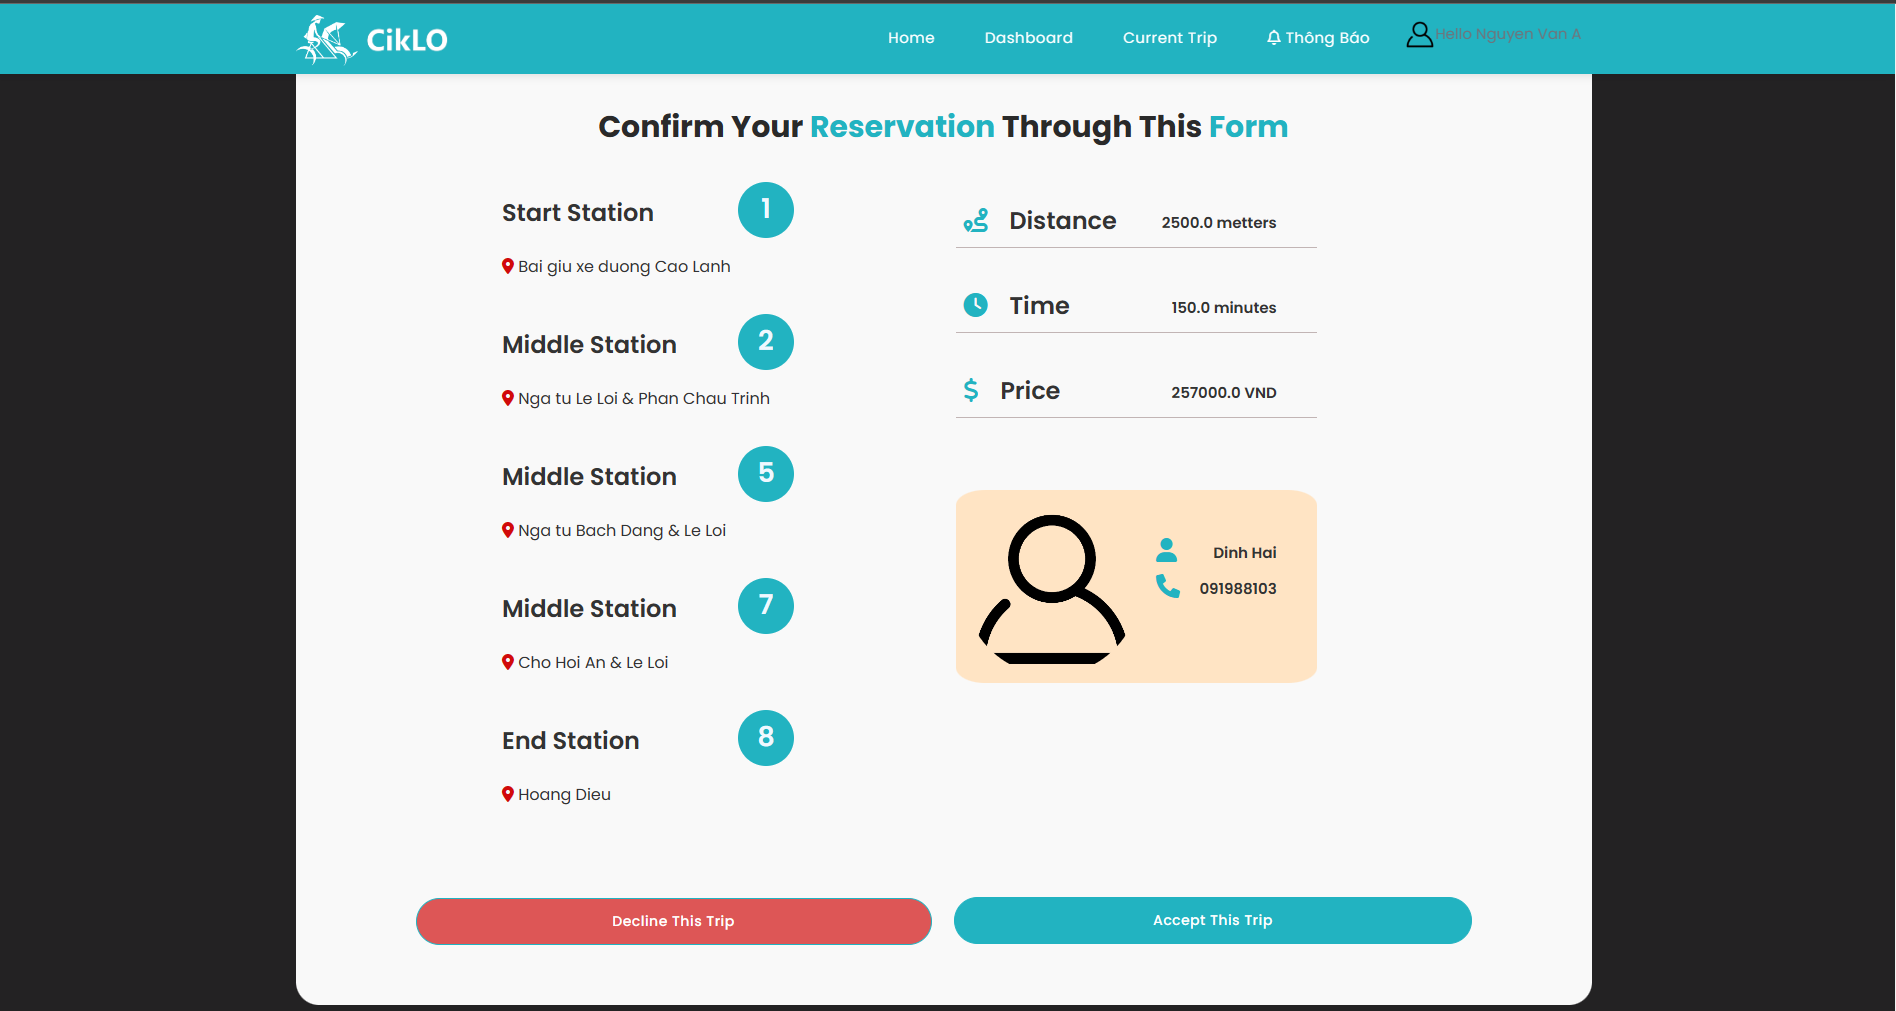 CikLO
Home
Dashboard
Current Trip
Thông Báo
Hello Nguyen Van A
Confirm Your Reservation Through This Form
Start Station
1
Bai giu xe duong Cao Lanh
Middle Station
2
Nga tu Le Loi & Phan Chau Trinh
Middle Station
5
Nga tu Bach Dang & Le Loi
Middle Station
7
Cho Hoi An & Le Loi
End Station
8
Hoang Dieu
Distance
2500.0 metters
Time
150.0 minutes
Price
257000.0 VND
Dinh Hai
091988103
Decline This Trip
Accept This Trip